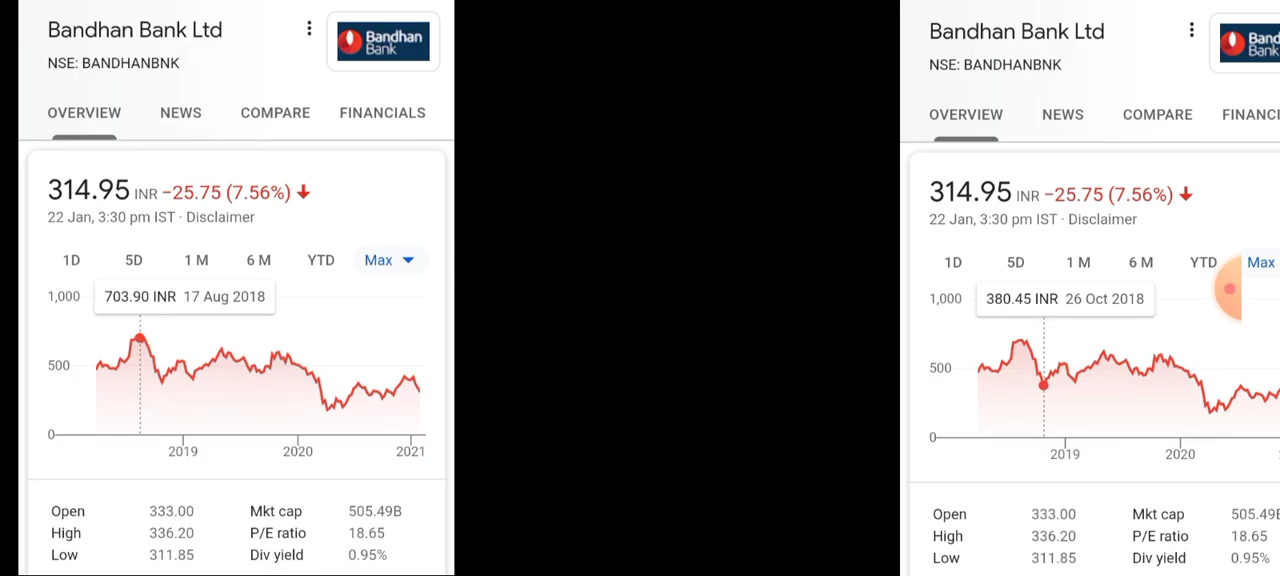 Bandhan Bank Ltd
Bandhan
Bank
NSE: BANDHANBNK
OVERVIEW NEWS COMPARE FINANCIALS
314.95 INR −25.75 (7.56%)
22 Jan, 3:30 pm IST · Disclaimer
1D 5D 1 M 6 M YTD Max
1,000 703.90 INR 17 Aug 2018
500
0
2019 2020 2021
Open 333.00 Mkt cap 505.49B
High 336.20 P/E ratio 18.65
Low 311.85 Div yield 0.95%
Bandhan Bank Ltd
Band
Bank
NSE: BANDHANBNK
OVERVIEW NEWS COMPARE FINANCI
314.95 INR −25.75 (7.56%)
22 Jan, 3:30 pm IST · Disclaimer
1D 5D 1 M 6 M YTD Max
1,000 380.45 INR 26 Oct 2018
500
0
2019 2020
Open 333.00 Mkt cap 505.49B
High 336.20 P/E ratio 18.65
Low 311.85 Div yield 0.95%